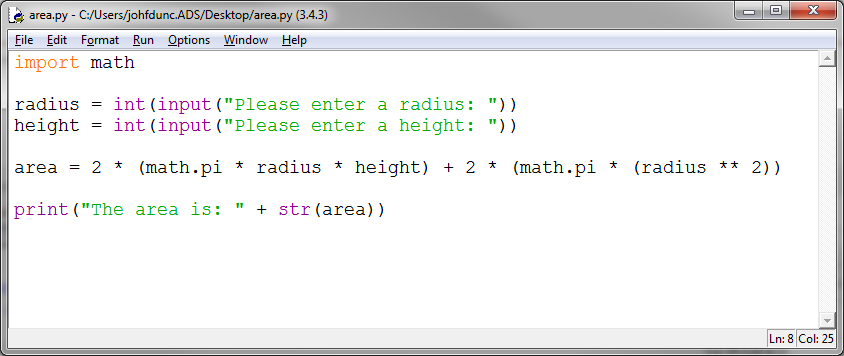 area.py - C:/Users/johfdunc.ADS/Desktop/area.py (3.4.3)
File Edit Format Run Options Window Help
import math
radius = int(input("Please enter a radius: "))
height = int(input("Please enter a height: "))
area = 2 * (math.pi * radius * height) + 2 * (math.pi * (radius ** 2))
print("The area is: " + str(area))
Ln: 8 Col: 25